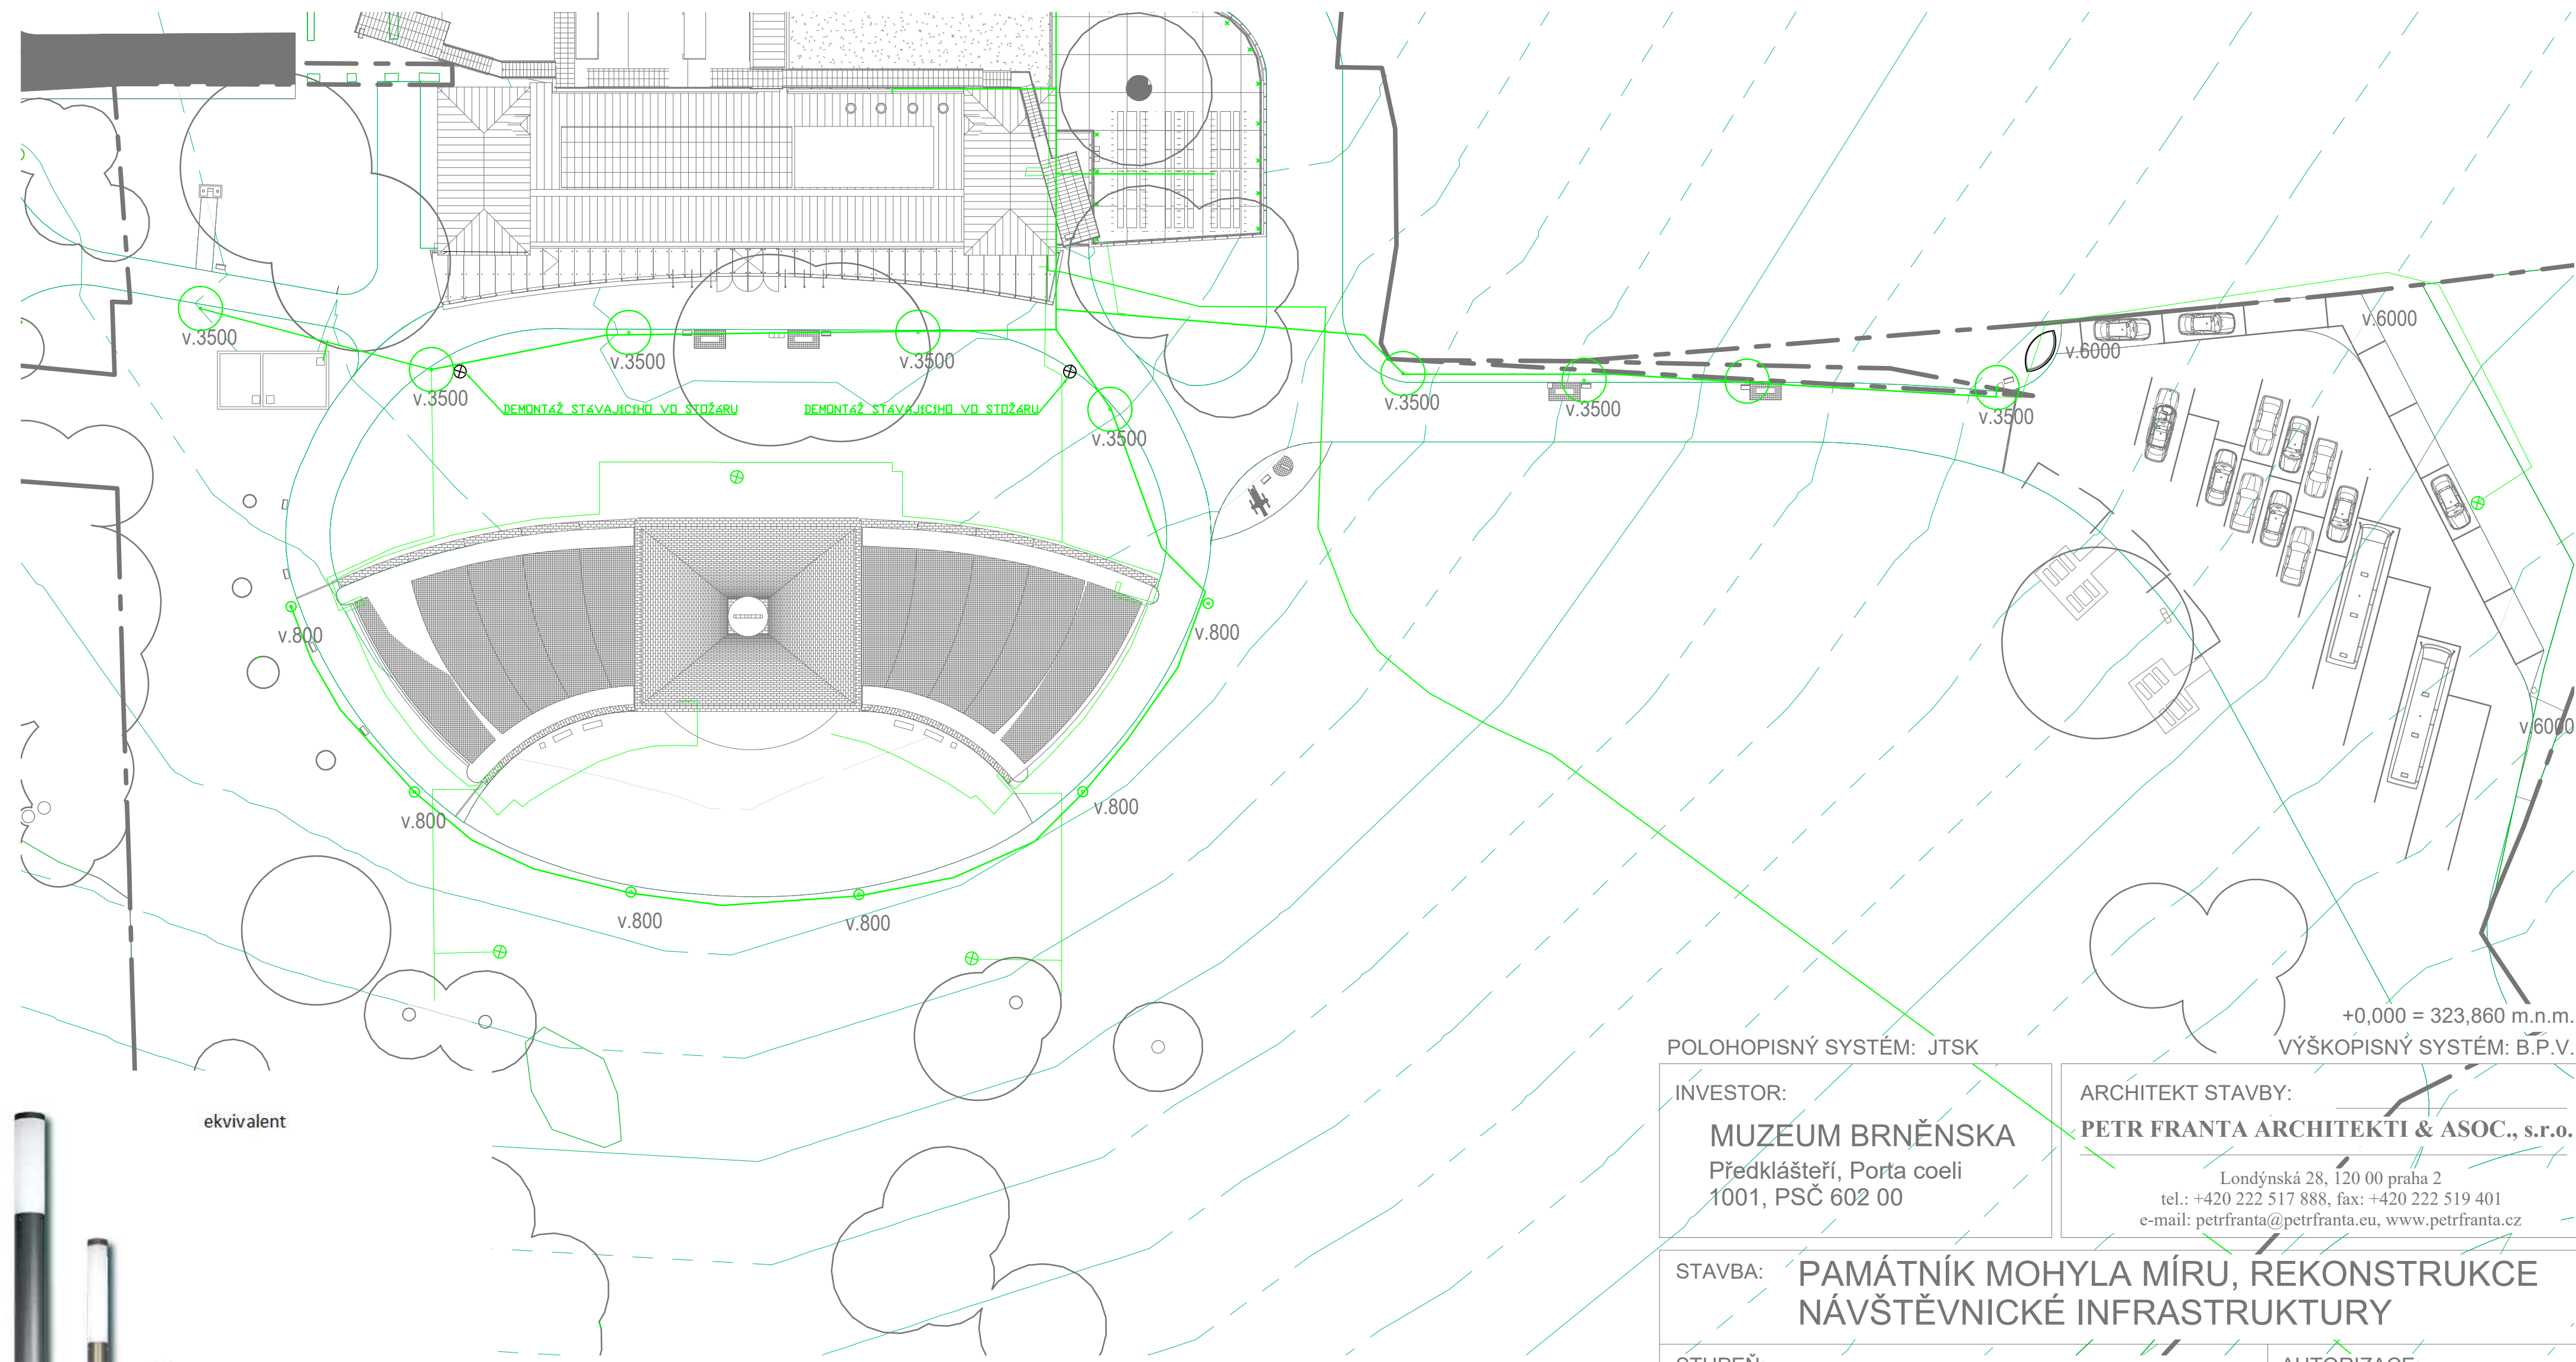 v.6000
v.6000
v.3500
v.3500
v.3500
v.3500
v.3500
v.3500
v.3500
v.3500
DEMONTÁŽ STÁVAJÍCÍHO VO STOŽÁRU
DEMONTÁŽ STÁVAJÍCÍHO VO STOŽÁRU
v.800
v.800
v.6000
v.800
v.800
v.800
v.800
+0,000 = 323,860 m.n.m.
POLOHOPISNÝ SYSTÉM: JTSK
VÝŠKOPISNÝ SYSTÉM: B.P.V.
ekvivalent
INVESTOR:
MUZEUM BRNĚNSKA
Předklášteří, Porta coeli
1001, PSČ 602 00
ARCHITEKT STAVBY:
PETR FRANTA ARCHITEKTI & ASOC., s.r.o.
Londýnská 28, 120 00 praha 2
tel.: +420 222 517 888, fax: +420 222 519 401
e-mail: petrfranta@petrfranta.eu, www.petrfranta.cz
STAVBA:
PAMÁTNÍK MOHYLA MÍRU, REKONSTRUKCE
NÁVŠTĚVNICKÉ INFRASTRUKTURY